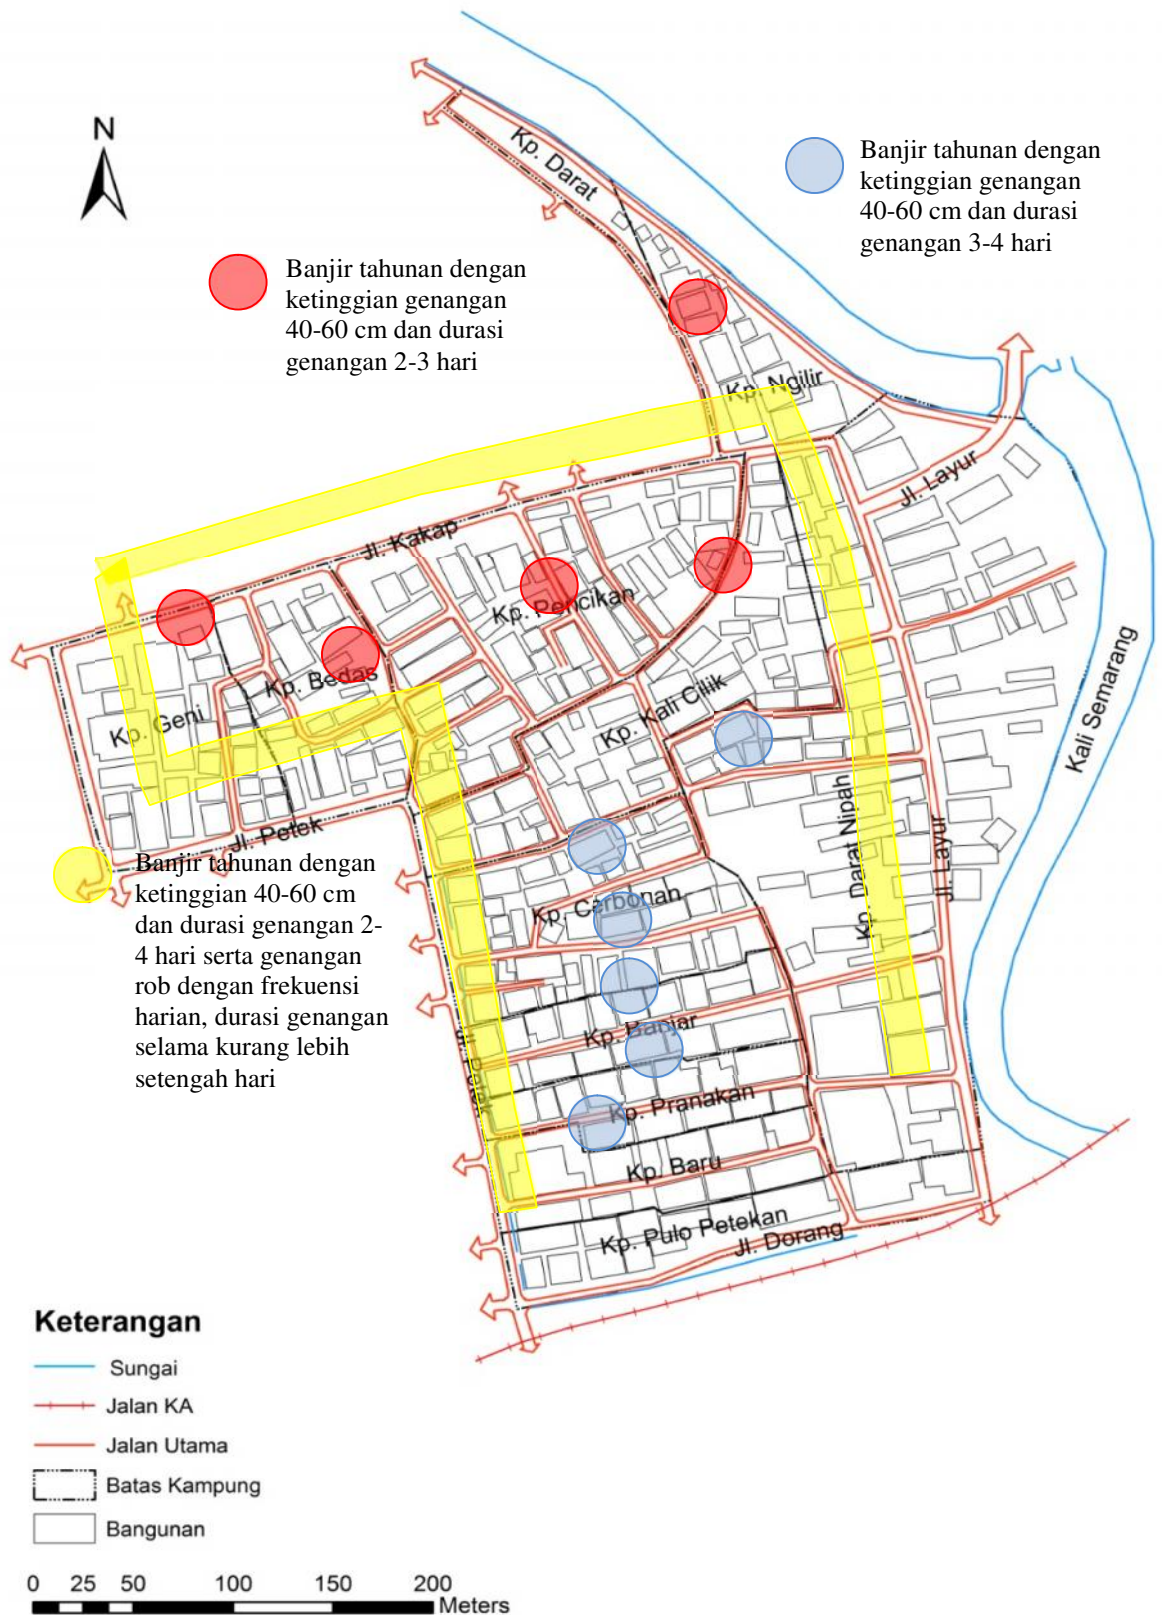 N
Kp. Darat
Banjir tahunan dengan
ketinggian genangan
40-60 cm dan durasi
genangan 3-4 hari
Banjir tahunan dengan
ketinggian genangan
40-60 cm dan durasi
genangan 2-3 hari
Kp. Ngilir
Jl. Layur
Jl. Kakap
Kp. Pencikan
Kp. Bedas
Kp. Geni
Kp. Kali Cilik
Kali Semarang
Jl. Petek
Kp. Darat Nipah
Jl. Layur
Banjir tahunan dengan
ketinggian 40-60 cm
dan durasi genangan 2-
4 hari serta genangan
rob dengan frekuensi
harian, durasi genangan
selama kurang lebih
setengah hari
Kp. Cerbonan
Kp. Banjar
Jl. Petek
Kp. Pranakan
Kp. Baru
Kp. Pulo Petekan
Jl. Dorang
Keterangan
Sungai
Jalan KA
Jalan Utama
Batas Kampung
Bangunan
0 25 50 100 150 200
Meters